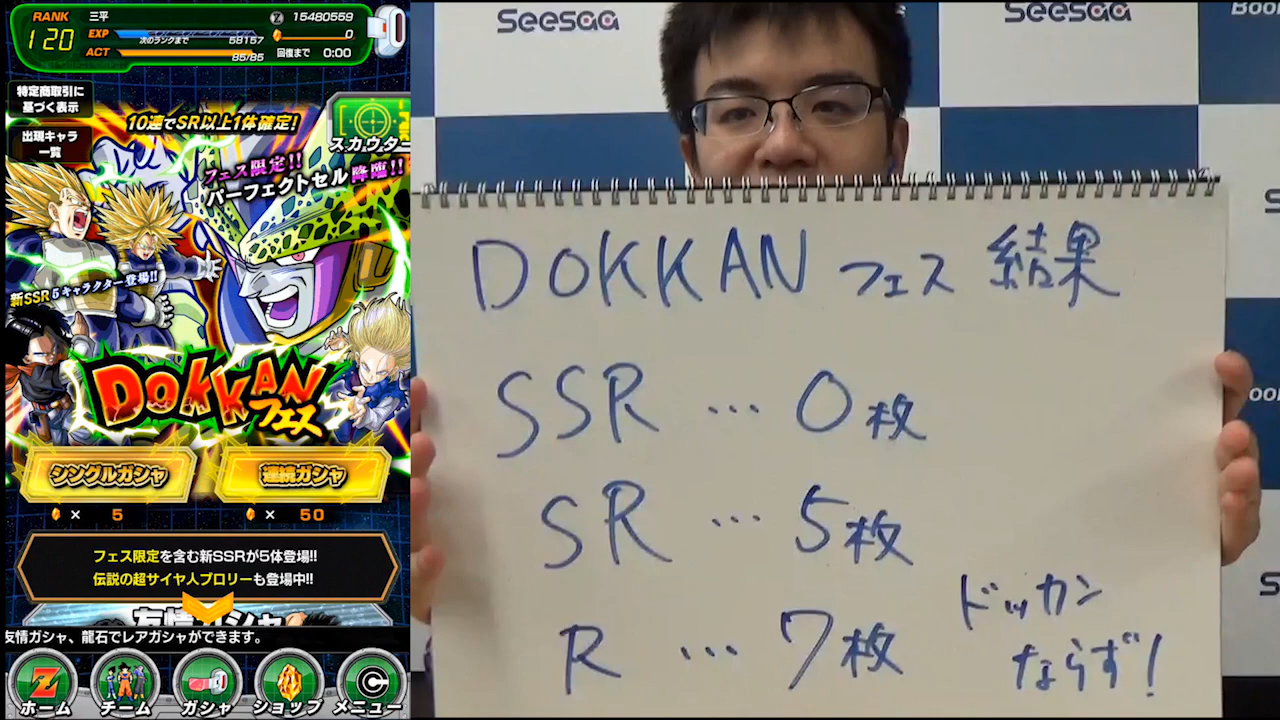 RANK 三平 Z 15480559
120 EXP 次のランクまで 58157 0
ACT 85/85 回復まで 0:00
特定商取引に
基づく表示
出現キャラ
一覧
10連でSR以上1体確定!
スカウター
フェス限定!!
パーフェクトセル降臨!!
新SSR5キャラクター登場!!
DOKKAN
フェス
シングルガシャ 連続ガシャ
× 5 × 50
フェス限定を含む新SSRが5体登場!!
伝説の超サイヤ人ブロリーも登場中!!
友情ガシャ
友情ガシャ、龍石でレアガシャができます。
Z
ホーム チーム ガシャ ショップ メニュー
Seesaa Seesaa Book
DOKKAN フェス 結果
SSR … 0枚
SR … 5枚
R … 7枚
ドッカン
ならず!